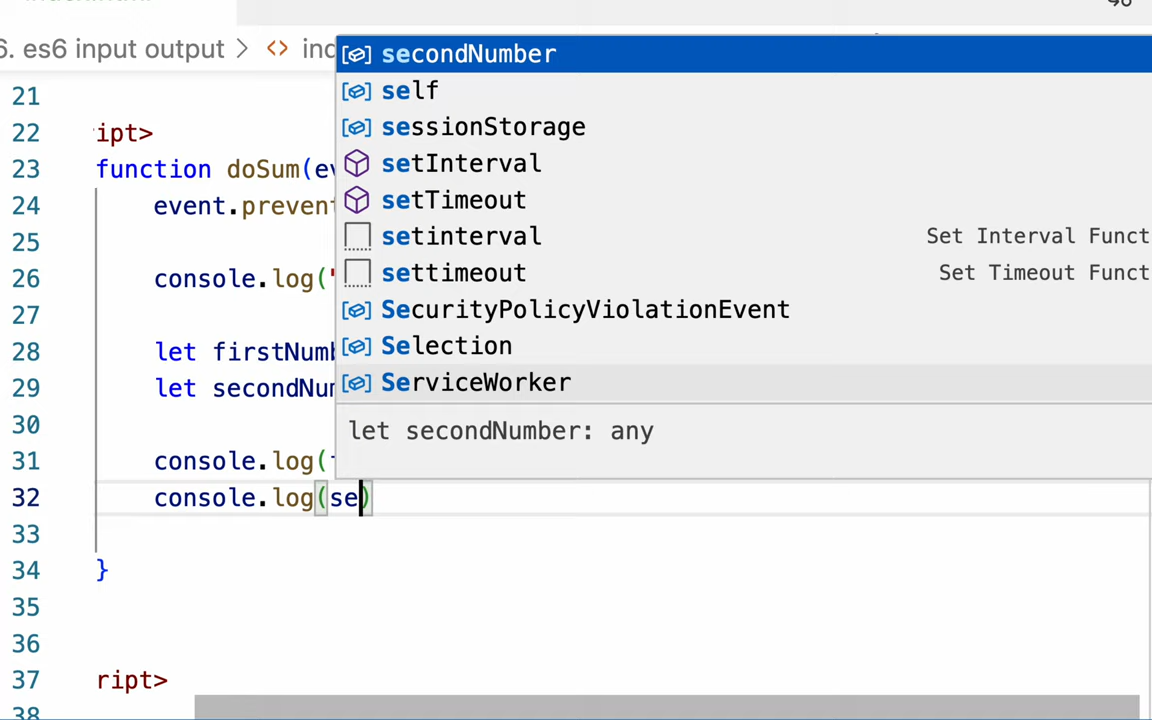 6. es6 input output > <> ind
secondNumber
self
sessionStorage
setInterval
setTimeout
setinterval Set Interval Funct
settimeout Set Timeout Funct
SecurityPolicyViolationEvent
Selection
ServiceWorker
let secondNumber: any
21
22 ipt>
23 function doSum(ev
24 event.prevent
25
26 console.log("
27
28 let firstNumb
29 let secondNum
30
31 console.log(
32 console.log(se)
33
34 }
35
36
37 ript>
38